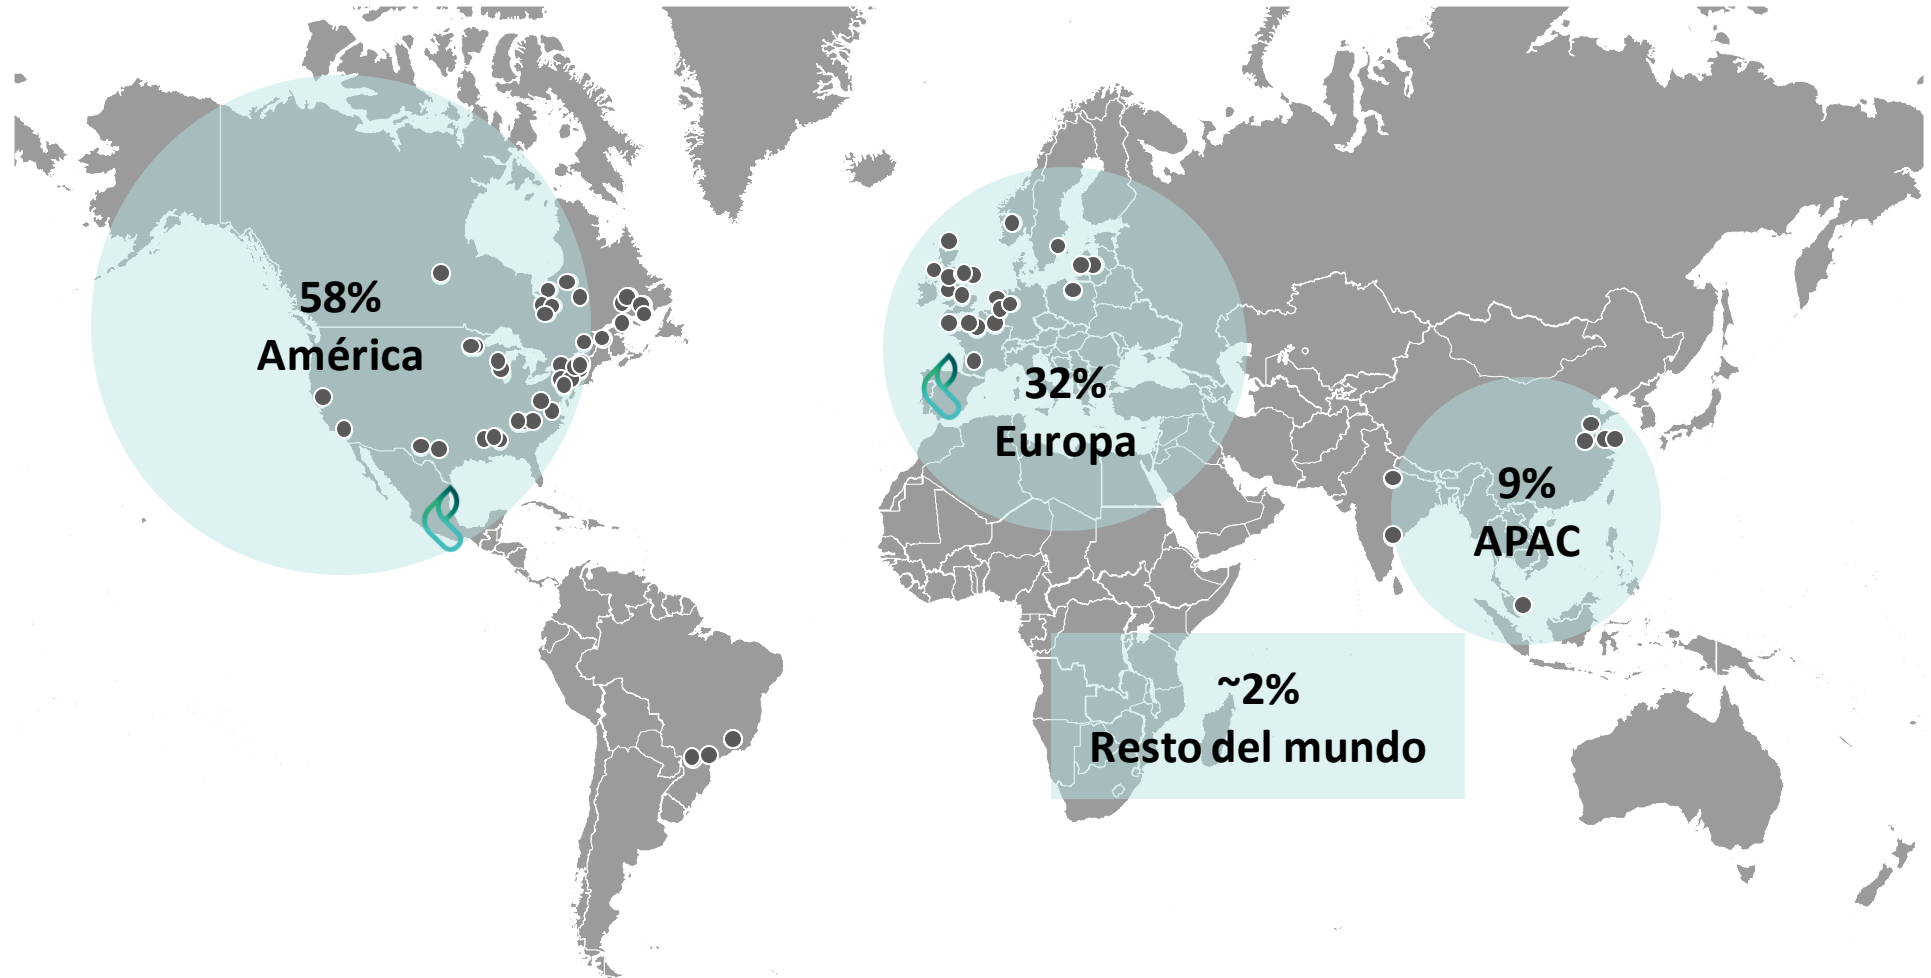 58%
América
32%
Europa
9%
APAC
~2%
Resto del mundo